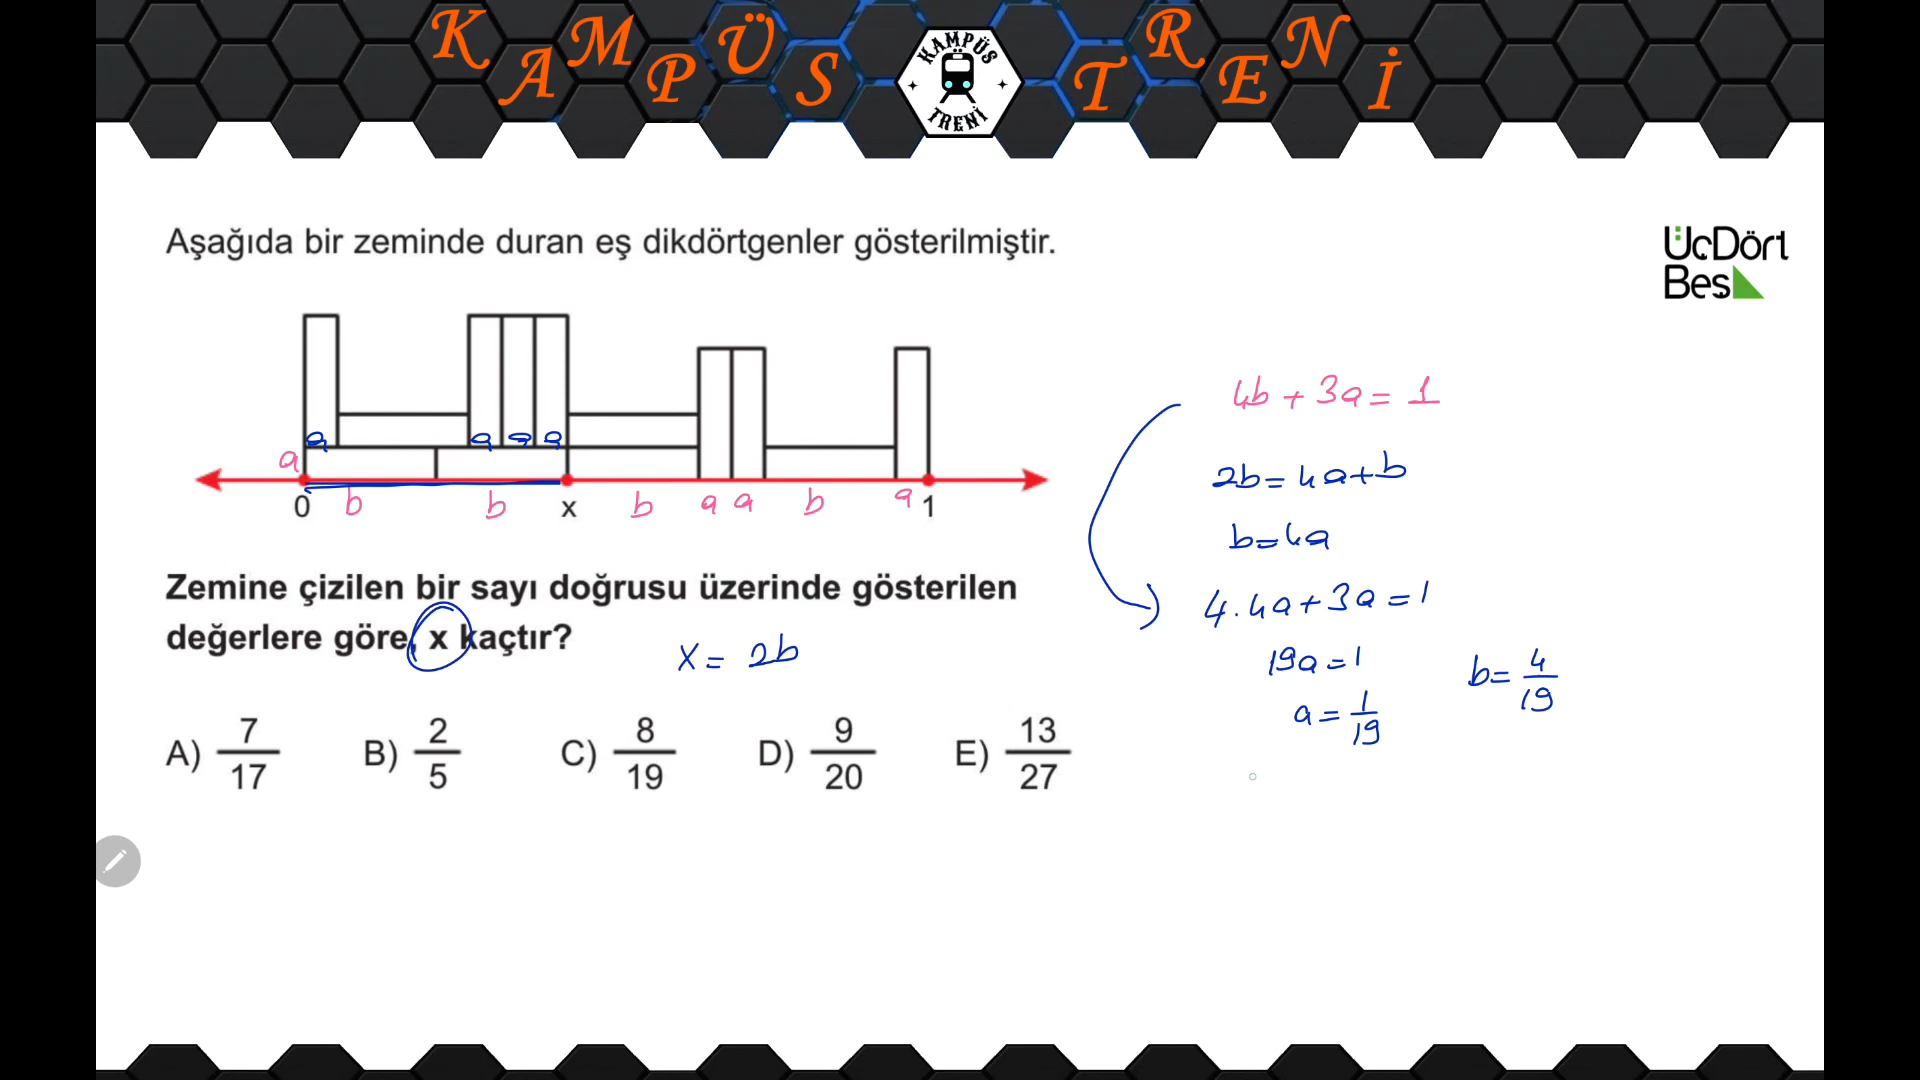 KAMPÜS TRENİ
KAMPÜS
TRENİ
Aşağıda bir zeminde duran eş dikdörtgenler gösterilmiştir.
ÜçDört
Beş
a a a a
a
0 x 1
b b b a a b a
4b + 3a = 1
2b = 4a + b
b = 4a
4 . 4a + 3a = 1
19a = 1
a = 1/19
b = 4/19
Zemine çizilen bir sayı doğrusu üzerinde gösterilen
değerlere göre, x kaçtır?
x = 2b
A) 7/17 B) 2/5 C) 8/19 D) 9/20 E) 13/27